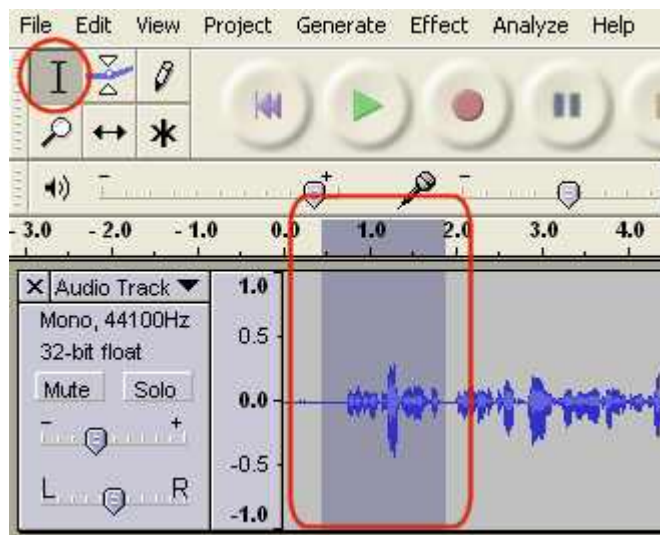 File Edit View Project Generate Effect Analyze Help
- +
-
- 3.0 - 2.0 - 1.0 0.0 1.0 2.0 3.0 4.0
X Audio Track 1.0
Mono, 44100Hz
0.5
32-bit float
Mute Solo 0.0
- +
-0.5
L R
-1.0